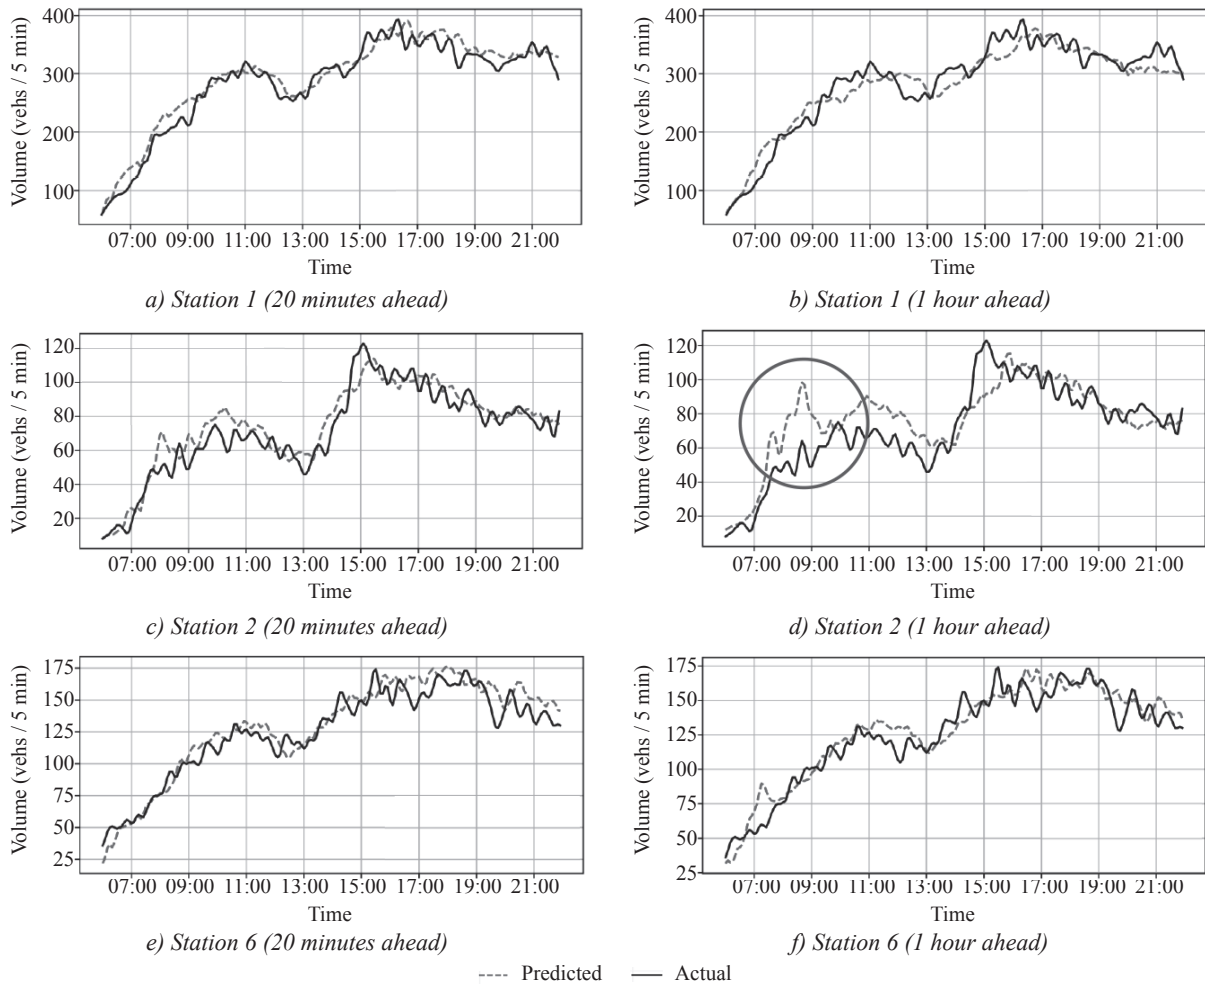 Volume (vehs / 5 min)
400
300
200
100
07:00 09:00 11:00 13:00 15:00 17:00 19:00 21:00
Time
a) Station 1 (20 minutes ahead)
Volume (vehs / 5 min)
400
300
200
100
07:00 09:00 11:00 13:00 15:00 17:00 19:00 21:00
Time
b) Station 1 (1 hour ahead)
Volume (vehs / 5 min)
120
100
80
60
40
20
07:00 09:00 11:00 13:00 15:00 17:00 19:00 21:00
Time
c) Station 2 (20 minutes ahead)
Volume (vehs / 5 min)
120
100
80
60
40
20
07:00 09:00 11:00 13:00 15:00 17:00 19:00 21:00
Time
d) Station 2 (1 hour ahead)
Volume (vehs / 5 min)
175
150
125
100
75
50
25
07:00 09:00 11:00 13:00 15:00 17:00 19:00 21:00
Time
e) Station 6 (20 minutes ahead)
Volume (vehs / 5 min)
175
150
125
100
75
50
25
07:00 09:00 11:00 13:00 15:00 17:00 19:00 21:00
Time
f) Station 6 (1 hour ahead)
Predicted Actual